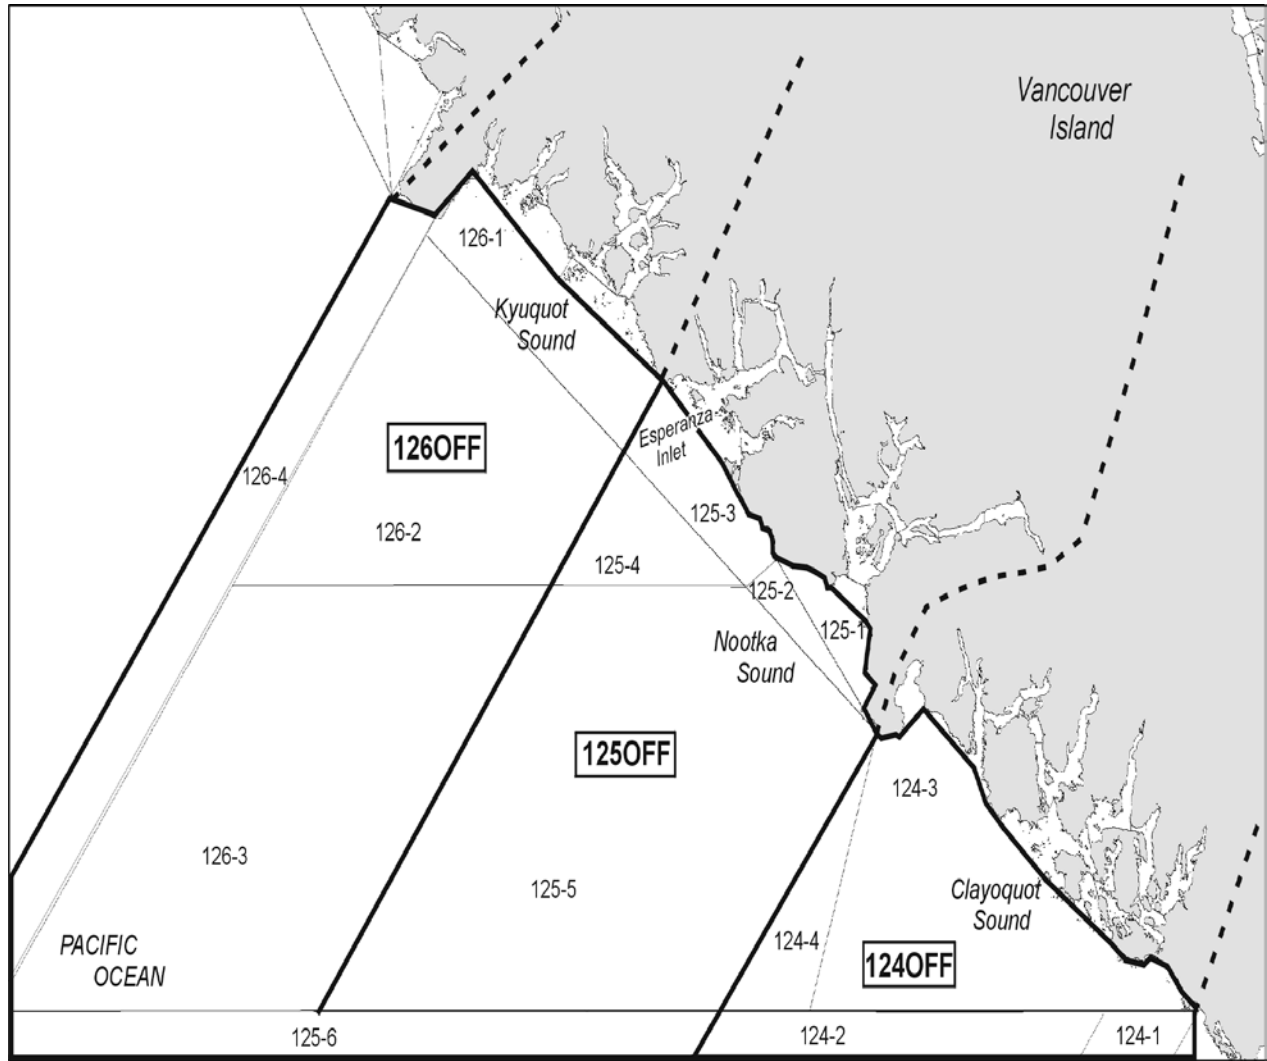 Vancouver
Island
126-1
Kyuquot
Sound
Esperanza
Inlet
126OFF
126-4
126-2
125-3
125-4
125-2
125-1
Nootka
Sound
125OFF
124-3
126-3
125-5
Clayoquot
Sound
124-4
124OFF
PACIFIC
OCEAN
125-6
124-2
124-1